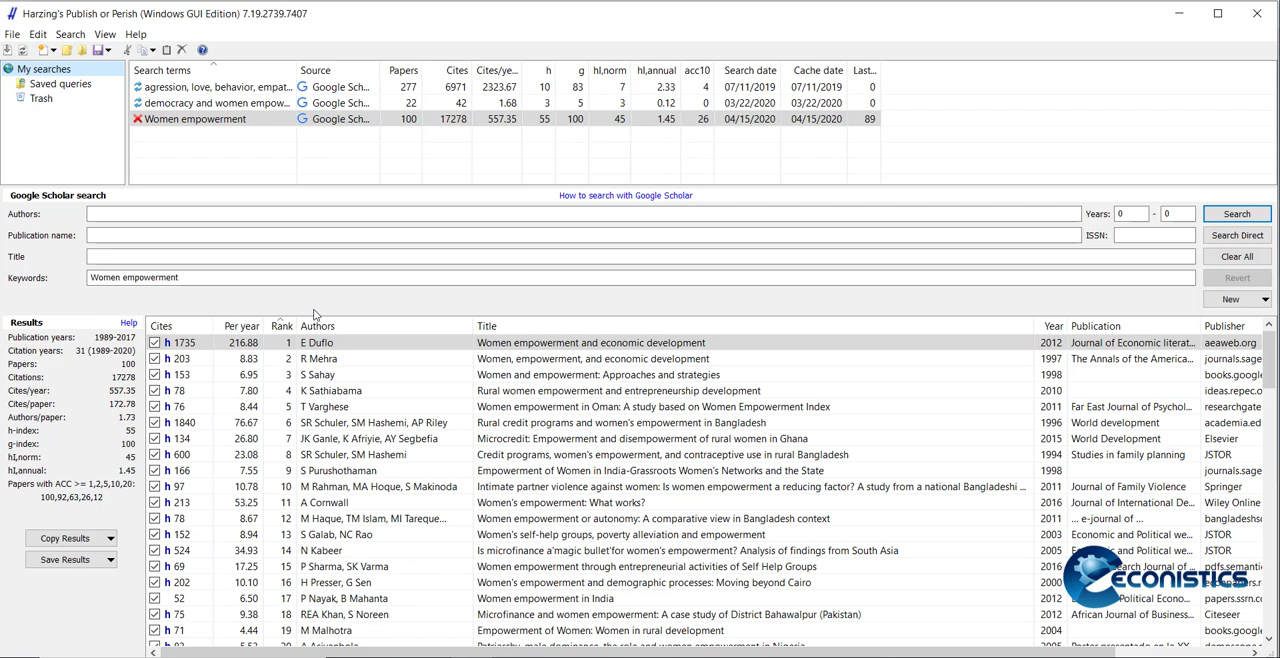 Harzing's Publish or Perish (Windows GUI Edition) 7.19.2739.7407
File Edit Search View Help
My searches
Saved queries
Trash
Search terms Source Papers Cites Cites/ye... h g hI,norm hI,annual acc10 Search date Cache date Last...
agression, love, behavior, empat... Google Sch... 277 6971 2323.67 10 83 7 2.33 4 07/11/2019 07/11/2019 0
democracy and women empow... Google Sch... 22 42 1.68 3 5 3 0.12 0 03/22/2020 03/22/2020 0
Women empowerment Google Sch... 100 17278 557.35 55 100 45 1.45 26 04/15/2020 04/15/2020 89
Google Scholar search How to search with Google Scholar
Authors: Years: 0 - 0 Search
Publication name: ISSN: Search Direct
Title Clear All
Keywords: Women empowerment Revert
New
Results Help
Publication years: 1989-2017
Citation years: 31 (1989-2020)
Papers: 100
Citations: 17278
Cites/year: 557.35
Cites/paper: 172.78
Authors/paper: 1.73
h-index: 55
g-index: 100
hI,norm: 45
hI,annual: 1.45
Papers with ACC >= 1,2,5,10,20:
100,92,63,26,12
Copy Results
Save Results
Cites Per year Rank Authors Title Year Publication Publisher
h 1735 216.88 1 E Duflo Women empowerment and economic development 2012 Journal of Economic literat... aeaweb.org
h 203 8.83 2 R Mehra Women, empowerment, and economic development 1997 The Annals of the America... journals.sage
h 153 6.95 3 S Sahay Women and empowerment: Approaches and strategies 1998 books.google
h 78 7.80 4 K Sathiabama Rural women empowerment and entrepreneurship development 2010 ideas.repec.o
h 76 8.44 5 T Varghese Women empowerment in Oman: A study based on Women Empowerment Index 2011 Far East Journal of Psychol... researchgate
h 1840 76.67 6 SR Schuler, SM Hashemi, AP Riley Rural credit programs and women's empowerment in Bangladesh 1996 World development academia.ed
h 134 26.80 7 JK Ganle, K Afriyie, AY Segbefia Microcredit: Empowerment and disempowerment of rural women in Ghana 2015 World Development Elsevier
h 600 23.08 8 SR Schuler, SM Hashemi Credit programs, women's empowerment, and contraceptive use in rural Bangladesh 1994 Studies in family planning JSTOR
h 166 7.55 9 S Purushothaman Empowerment of Women in India-Grassroots Women's Networks and the State 1998 journals.sage
h 97 10.78 10 M Rahman, MA Hoque, S Makinoda Intimate partner violence against women: Is women empowerment a reducing factor? A study from a national Bangladeshi ... 2011 Journal of Family Violence Springer
h 213 53.25 11 A Cornwall Women's empowerment: What works? 2016 Journal of International De... Wiley Online
h 78 8.67 12 M Haque, TM Islam, MI Tareque... Women empowerment or autonomy: A comparative view in Bangladesh context 2011 ... e-journal of ... bangladeshs
h 152 8.94 13 S Galab, NC Rao Women's self-help groups, poverty alleviation and empowerment 2003 Economic and Political we... JSTOR
h 524 34.93 14 N Kabeer Is microfinance a'magic bullet'for women's empowerment? Analysis of findings from South Asia 2005 and Political we... JSTOR
h 69 17.25 15 P Sharma, SK Varma Women empowerment through entrepreneurial activities of Self Help Groups 2016 Journal of ... pdfs.semanti
h 202 10.10 16 H Presser, G Sen Women's empowerment and demographic processes: Moving beyond Cairo 2000
52 6.50 17 P Nayak, B Mahanta Women empowerment in India 2012 Political Econo... papers.ssrn.c
h 75 9.38 18 REA Khan, S Noreen Microfinance and women empowerment: A case study of District Bahawalpur (Pakistan) 2012 African Journal of Business... Citeseer
h 71 4.44 19 M Malhotra Empowerment of Women: Women in rural development 2004 books.google
econistics